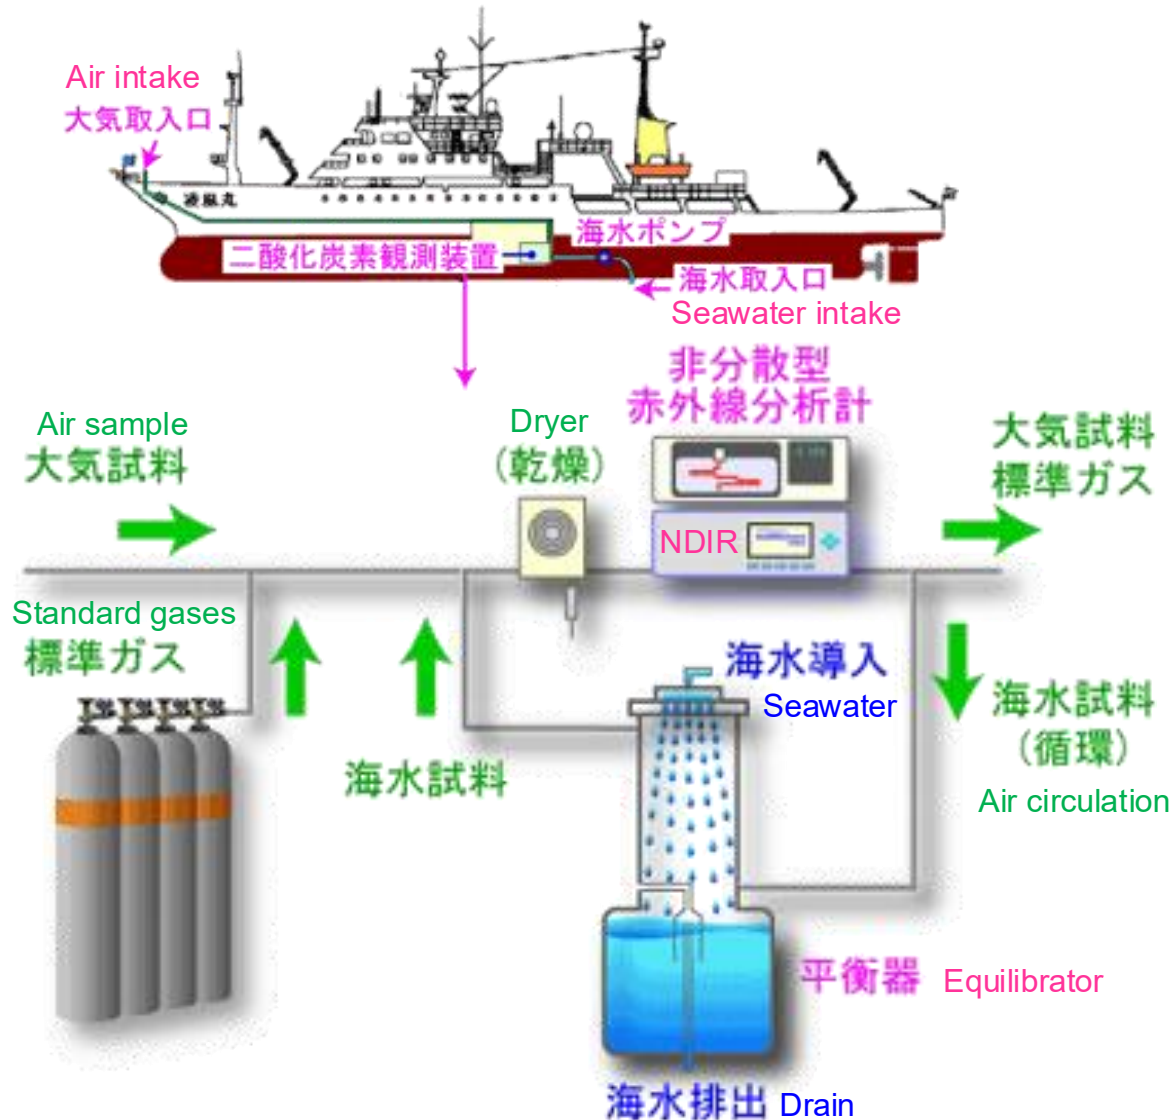 Air intake
大気取入口
凌風丸
海水ポンプ
二酸化炭素観測装置
海水取入口
Seawater intake
非分散型
赤外線分析計
Air sample
大気試料
Dryer
(乾燥)
大気試料
標準ガス
NDIR
Standard gases
標準ガス
海水導入
Seawater
海水試料
海水試料
(循環)
Air circulation
平衡器 Equilibrator
海水排出 Drain